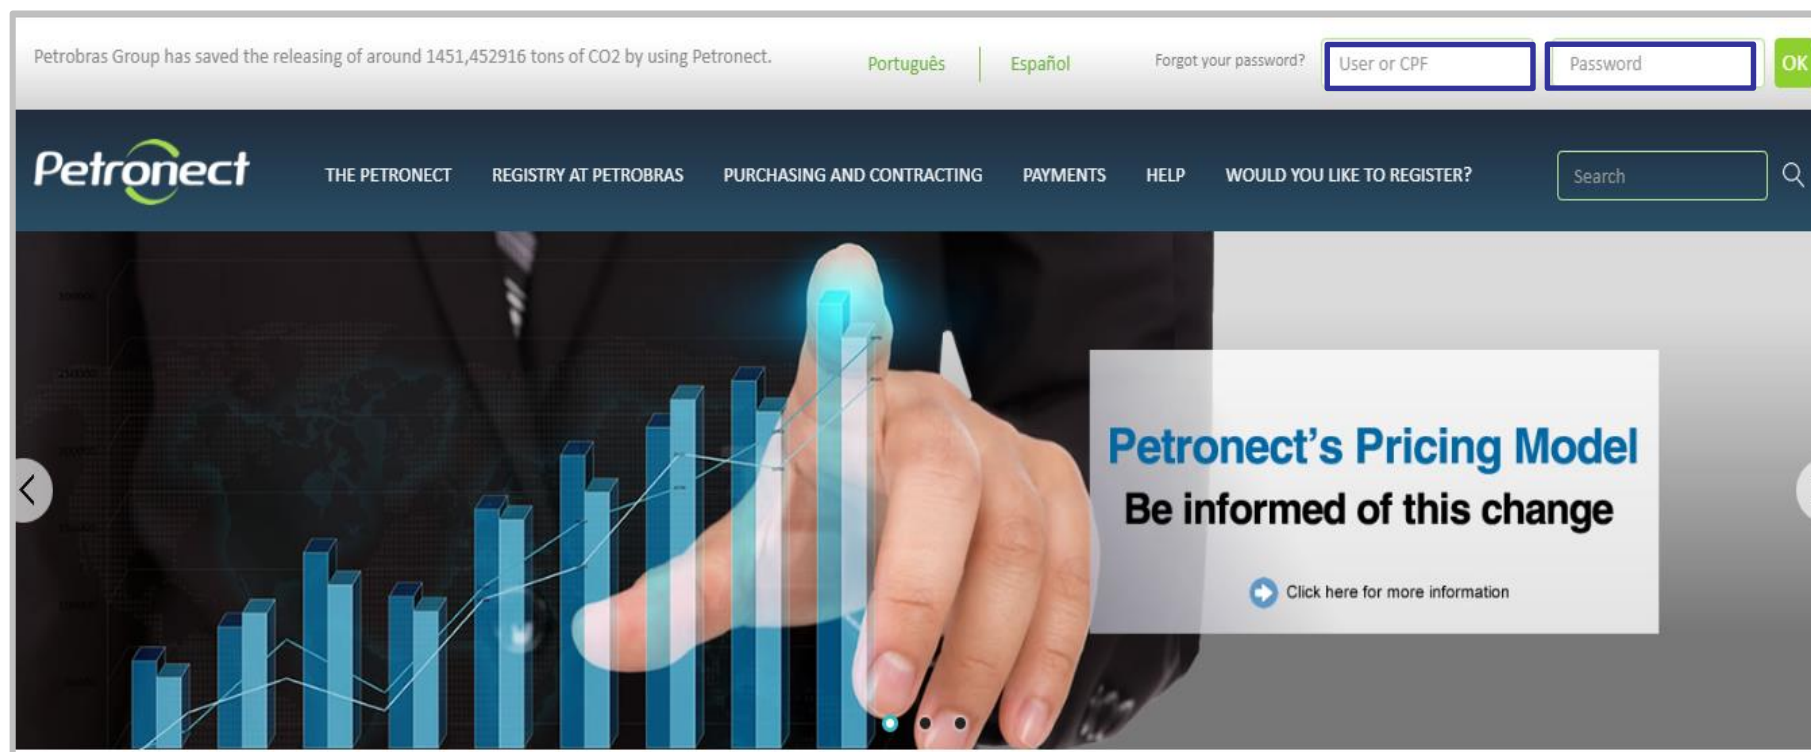 Petrobras Group has saved the releasing of around 1451,452916 tons of CO2 by using Petronect.
Português
Español
Forgot your password?
User or CPF
Password
OK
Petronect
THE PETRONECT
REGISTRY AT PETROBRAS
PURCHASING AND CONTRACTING
PAYMENTS
HELP
WOULD YOU LIKE TO REGISTER?
Search
Petronect's Pricing Model
Be informed of this change
Click here for more information